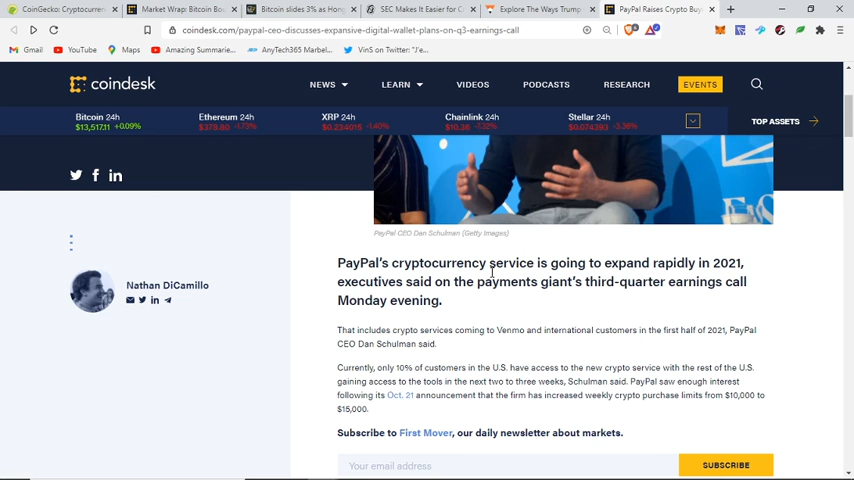 CoinGecko: Cryptocurren
Market Wrap: Bitcoin Bou
Bitcoin slides 3% as Hong
SEC Makes It Easier for C
Explore The Ways Trump
PayPal Raises Crypto Buy
coindesk.com/paypal-ceo-discusses-expansive-digital-wallet-plans-on-q3-earnings-call
Gmail YouTube Maps Amazing Summarie... AnyTech365 Marbel... VinS on Twitter: "J'e...
coindesk NEWS LEARN VIDEOS PODCASTS RESEARCH EVENTS
Bitcoin 24h Ethereum 24h XRP 24h Chainlink 24h Stellar 24h TOP ASSETS
$13,517.11 +0.09% $378.80 -1.73% $0.234015 -1.40% $10.36 -7.32% $0.074393 -3.36%
PayPal CEO Dan Schulman (Getty Images)
Nathan DiCamillo
PayPal's cryptocurrency service is going to expand rapidly in 2021,
executives said on the payments giant's third-quarter earnings call
Monday evening.
That includes crypto services coming to Venmo and international customers in the first half of 2021, PayPal
CEO Dan Schulman said.
Currently, only 10% of customers in the U.S. have access to the new crypto service with the rest of the U.S.
gaining access to the tools in the next two to three weeks, Schulman said. PayPal saw enough interest
following its Oct. 21 announcement that the firm has increased weekly crypto purchase limits from $10,000 to
$15,000.
Subscribe to First Mover, our daily newsletter about markets.
Your email address
SUBSCRIBE